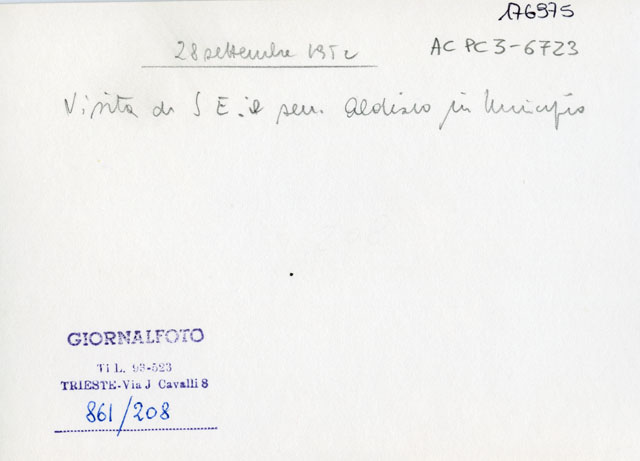 176975
28 settembre 1952
AC PC 3-6723
Visita di S E. il sen. Aldisio in Municipio
GIORNALFOTO
TEL. 93-523
TRIESTE-Via J Cavalli 8
861/208